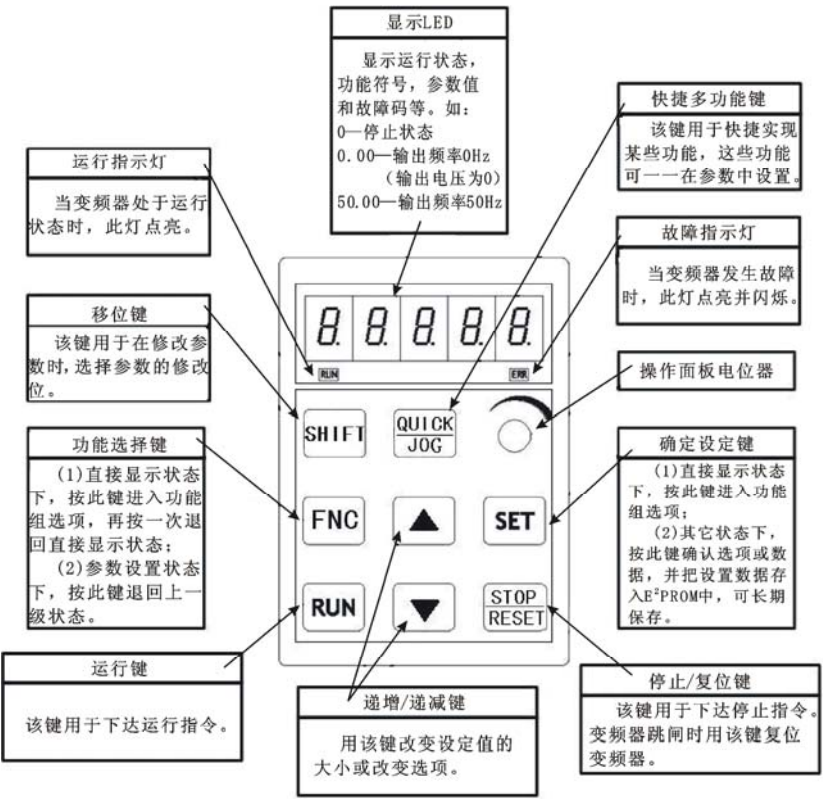 显示LED
显示运行状态，
功能符号，参数值
和故障码等。如：
0—停止状态
0.00—输出频率0Hz
（输出电压为0）
50.00—输出频率50Hz
快捷多功能键
该键用于快捷实现
某些功能，这些功能
可一一在参数中设置。
运行指示灯
当变频器处于运行
状态时，此灯点亮。
故障指示灯
当变频器发生故障
时，此灯点亮并闪烁。
移位键
该键用于在修改参
数时，选择参数的修改
位。
8.8.8.8.8.
RUN
ERR
操作面板电位器
SHIFT
QUICK
JOG
功能选择键
(1)直接显示状态
下，按此键进入功能
组选项，再按一次退
回直接显示状态；
(2)参数设置状态
下，按此键退回上一
级状态。
确定设定键
(1)直接显示状态
下，按此键进入功能
组选项；
(2)其它状态下，
按此键确认选项或数
据，并把设置数据存
入E²PROM中，可长期
保存。
FNC
▲
SET
RUN
▼
STOP
RESET
运行键
该键用于下达运行指令。
递增/递减键
用该键改变设定值的
大小或改变选项。
停止/复位键
该键用于下达停止指令。
变频器跳闸时用该键复位
变频器。